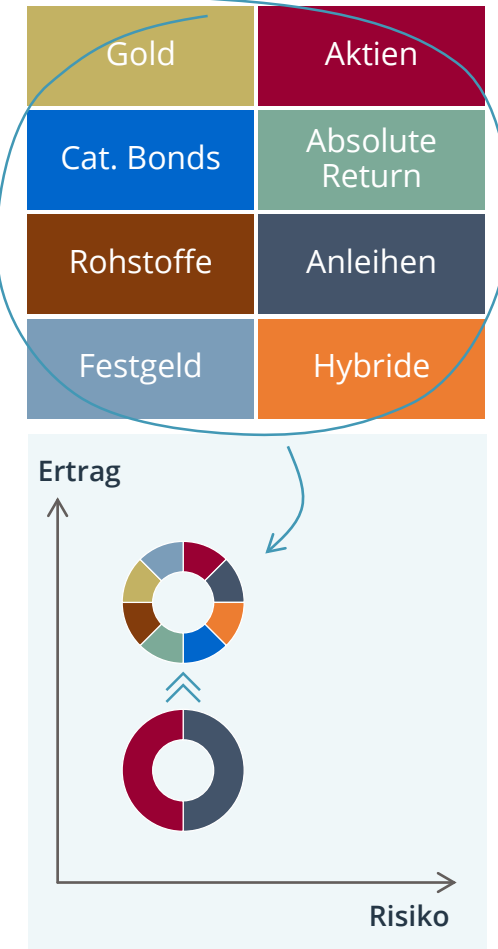 Gold
Aktien
Cat. Bonds
Absolute
Return
Rohstoffe
Anleihen
Festgeld
Hybride
Ertrag
Risiko